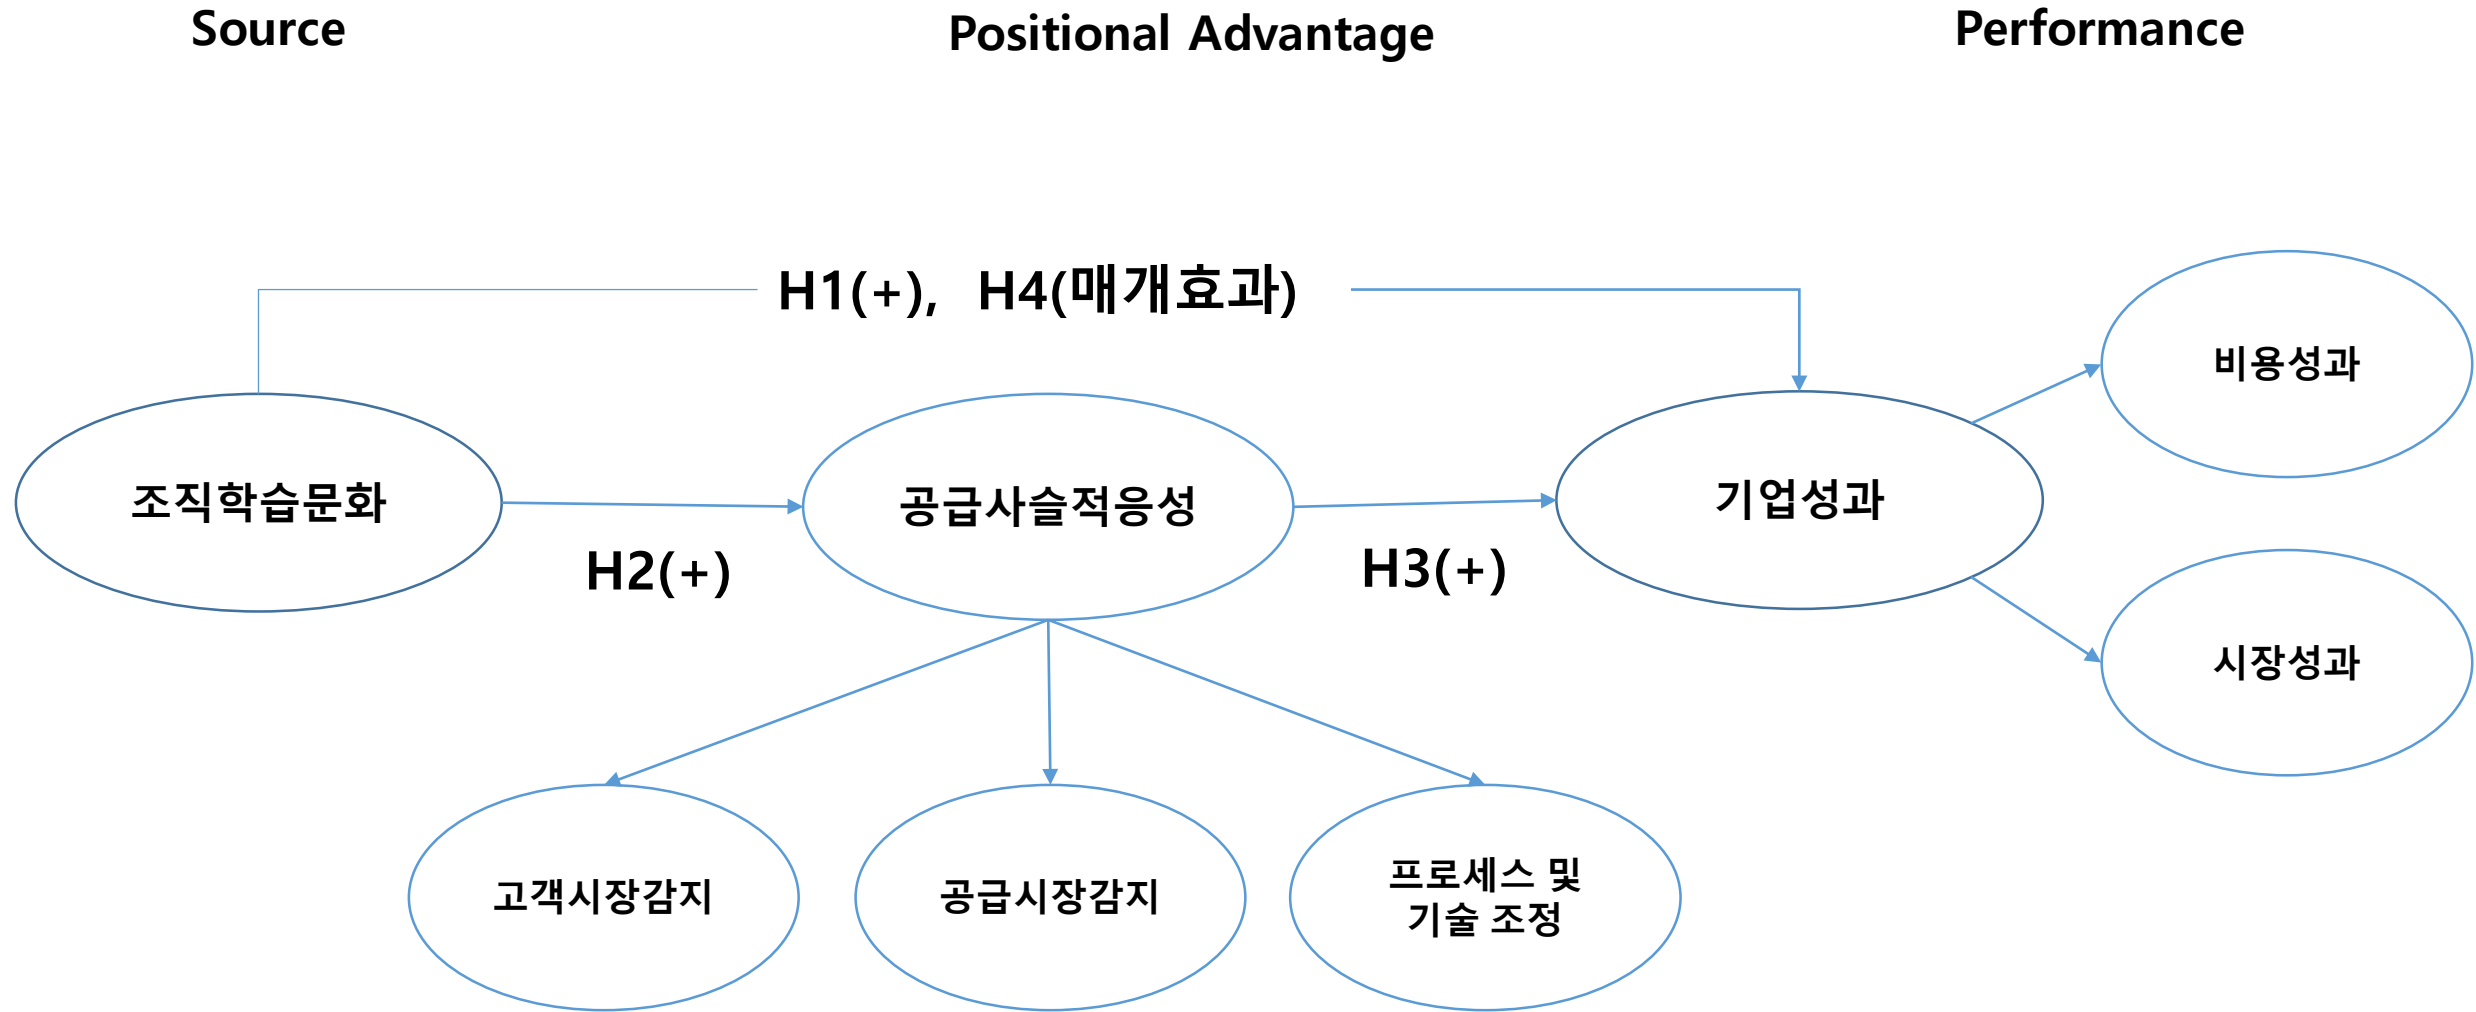 Source
Positional Advantage
Performance
H1(+), H4(매개효과)
비용성과
조직학습문화
공급사슬적응성
기업성과
H2(+)
H3(+)
시장성과
고객시장감지
공급시장감지
프로세스 및
기술 조정